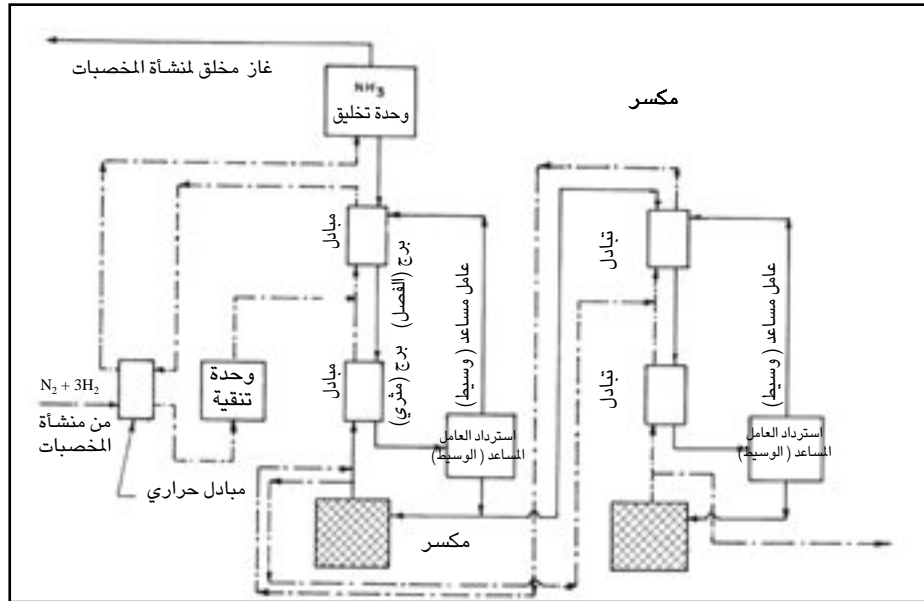 غاز مخلق لمنشأة المخصبات
NH3
وحدة تخليق
مكسر
مبادل
برج (الفصل)
عامل مساعد ( وسيط)
تبادل
عامل مساعد ( وسيط)
N2 + 3H2
من منشأة
المخصبات
وحدة
تنقية
مبادل
برج (مثري)
تبادل
استرداد العامل
المساعد ( الوسيط)
استرداد العامل
المساعد ( الوسيط)
مبادل حراري
مكسر